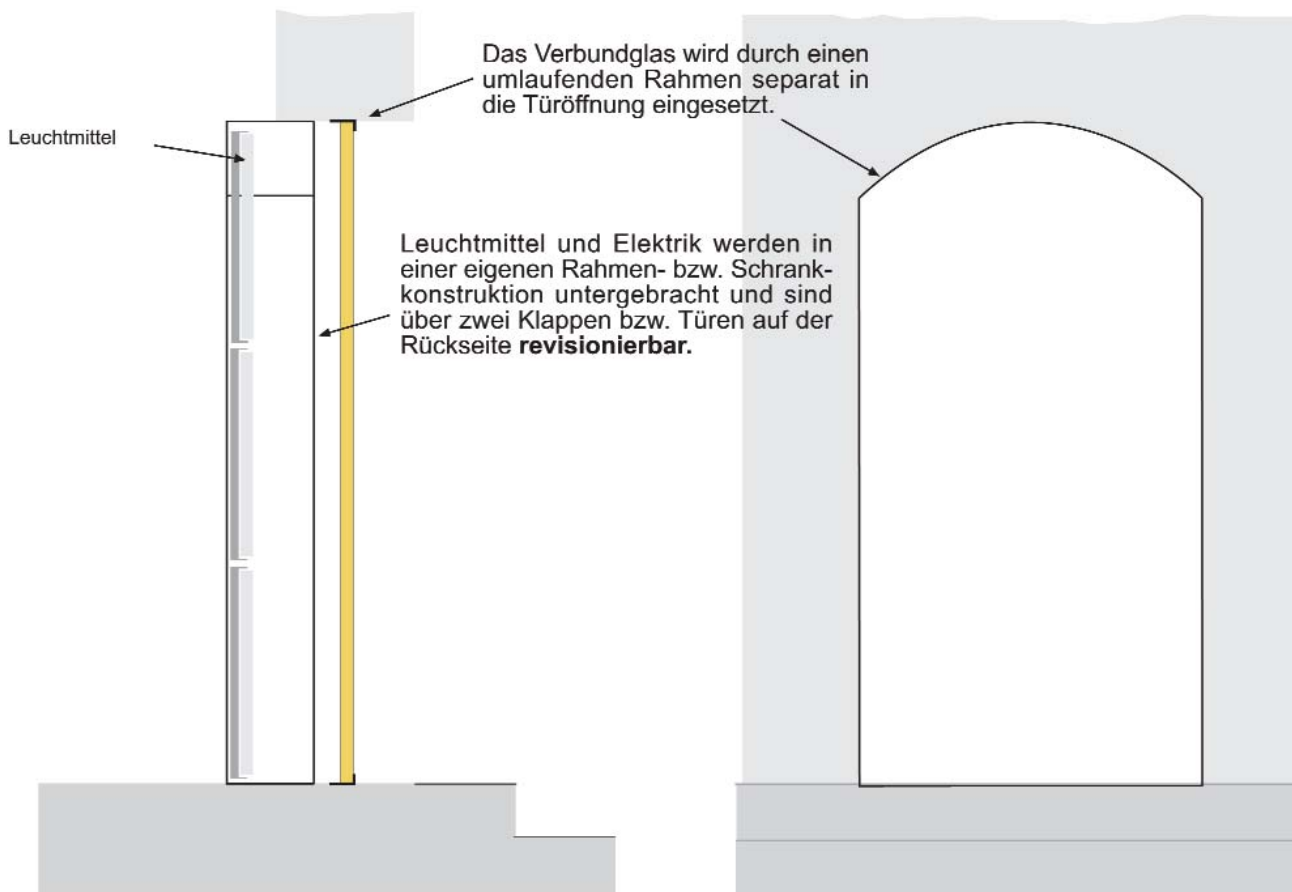 Das Verbundglas wird durch einen
umlaufenden Rahmen separat in
die Türöffnung eingesetzt.
Leuchtmittel
Leuchtmittel und Elektrik werden in
einer eigenen Rahmen- bzw. Schrank-
konstruktion untergebracht und sind
über zwei Klappen bzw. Türen auf der
Rückseite revisionierbar.